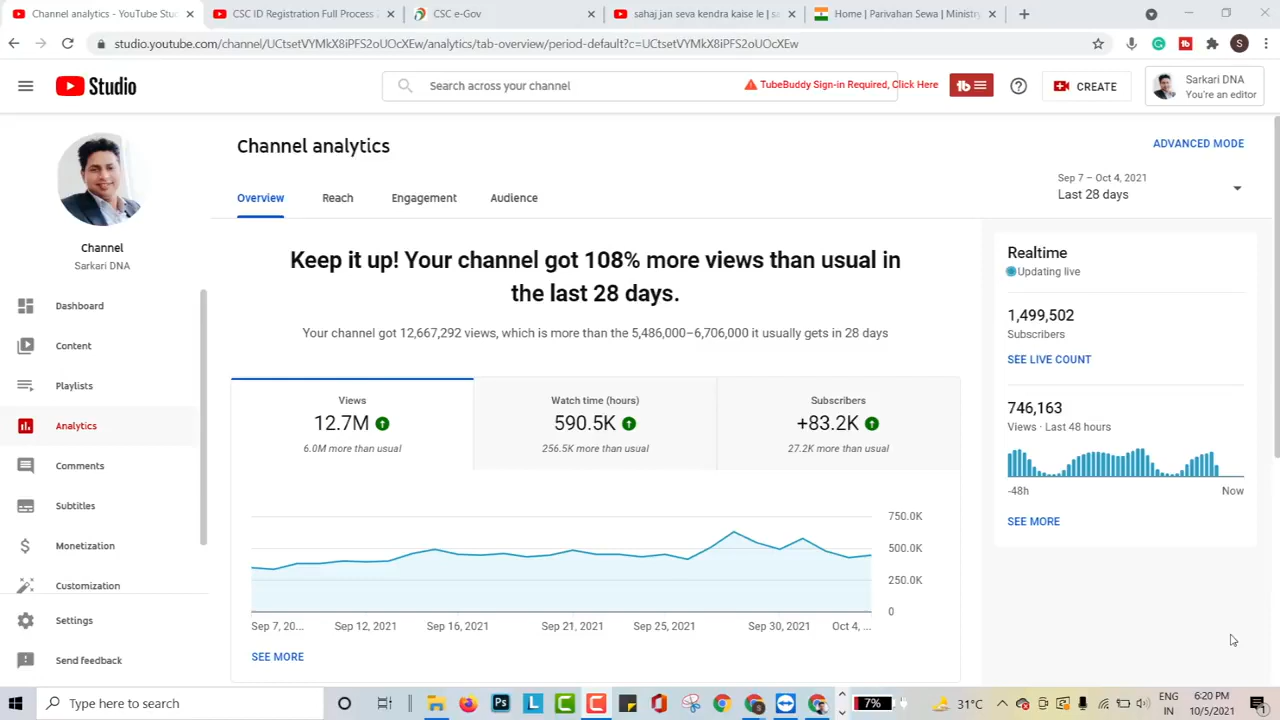 Channel analytics - YouTube Stuc
CSC ID Registration Full Process
CSC e-Gov
sahaj jan seva kendra kaise le | sa
Home | Parivahan Sewa | Ministry
studio.youtube.com/channel/UCtsetVYMkX8iPFS2oUOcXEw/analytics/tab-overview/period-default?c=UCtsetVYMkX8iPFS2oUOcXEw
S
Studio
Search across your channel
TubeBuddy Sign-in Required, Click Here
tb
CREATE
Sarkari DNA
You're an editor
Channel
Sarkari DNA
Dashboard
Content
Playlists
Analytics
Comments
Subtitles
Monetization
Customization
Settings
Send feedback
Channel analytics
ADVANCED MODE
Overview
Reach
Engagement
Audience
Sep 7 – Oct 4, 2021
Last 28 days
Keep it up! Your channel got 108% more views than usual in
the last 28 days.
Your channel got 12,667,292 views, which is more than the 5,486,000–6,706,000 it usually gets in 28 days
Views
12.7M
6.0M more than usual
Watch time (hours)
590.5K
256.5K more than usual
Subscribers
+83.2K
27.2K more than usual
750.0K
500.0K
250.0K
0
Sep 7, 20...
Sep 12, 2021
Sep 16, 2021
Sep 21, 2021
Sep 25, 2021
Sep 30, 2021
Oct 4, ...
SEE MORE
Realtime
Updating live
1,499,502
Subscribers
SEE LIVE COUNT
746,163
Views · Last 48 hours
-48h
Now
SEE MORE
Type here to search
Ps
L
C
C
7%
31°C
ENG
IN
6:20 PM
10/5/2021
1